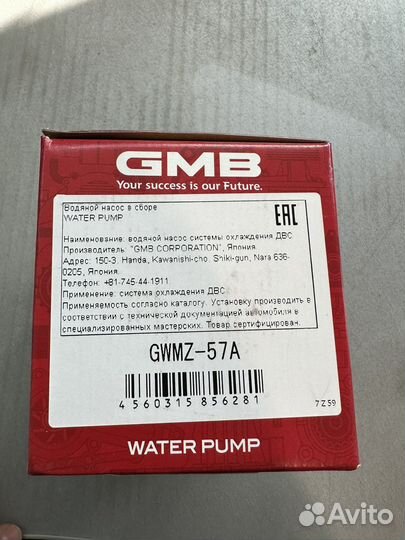 GMB
Your success is our Future.
Водяной насос в сборе
WATER PUMP
EAC
Наименование: водяной насос системы охлаждения ДВС
Производитель: "GMB CORPORATION", Япония.
Адрес: 150-3, Handa, Kawanishi-cho, Shiki-gun, Nara 636-
0205, Япония.
Телефон: +81-745-44-1911
Применение: система охлаждения ДВС.
Применяемость согласно каталогу. Установку производить в
соответствии с технической документацией автомобиля в
специализированных мастерских. Товар сертифицирован.
GWMZ-57A
4 560315 856281
7Z59
WATER PUMP
Avito